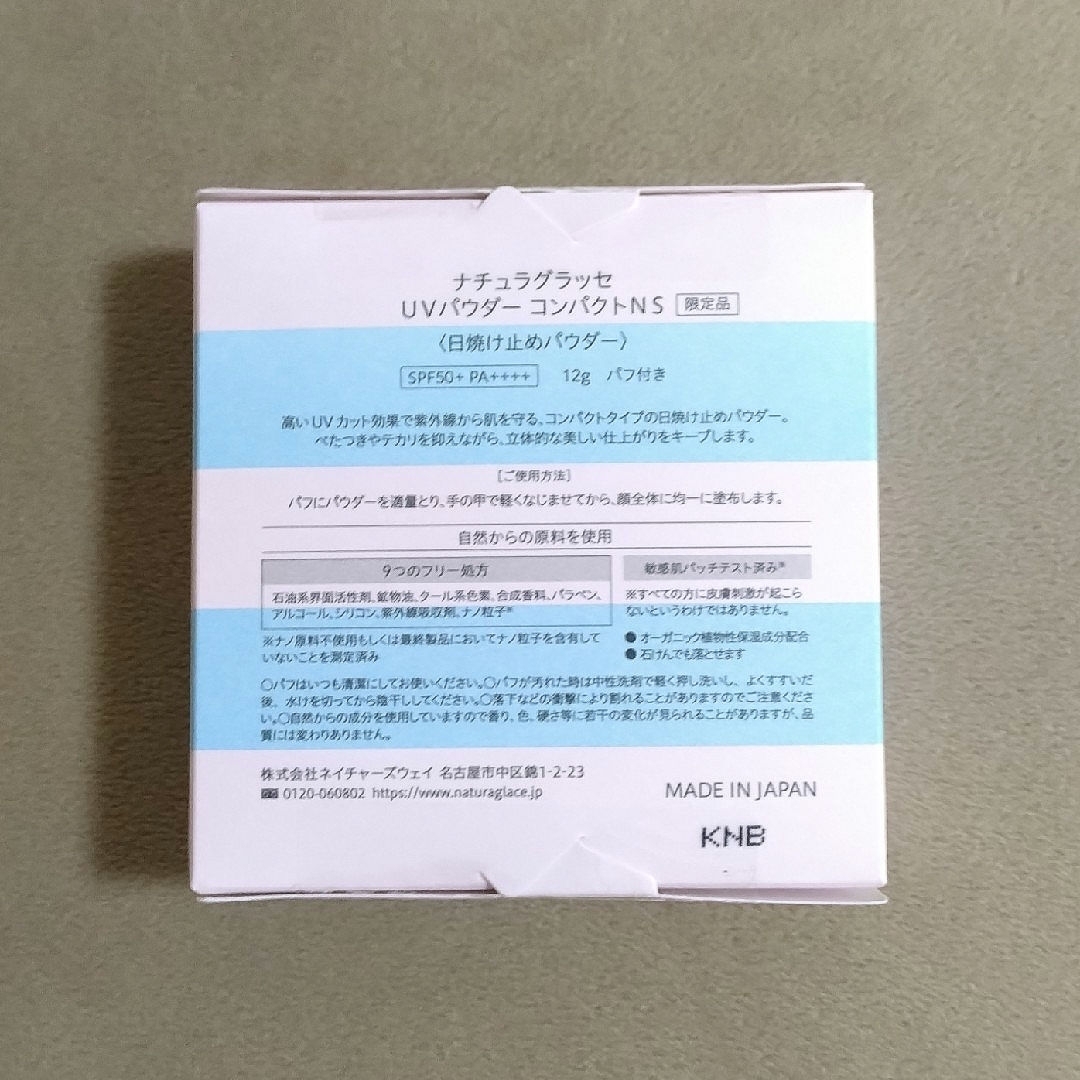 ナチュラグラッセ
UVパウダー コンパクトNS 限定品
〈日焼け止めパウダー〉
SPF50+ PA++++ 12g パフ付き
高いUVカット効果で紫外線から肌を守る、コンパクトタイプの日焼け止めパウダー。
べたつきやテカリを抑えながら、立体的な美しい仕上がりをキープします。
[ご使用方法]
パフにパウダーを適量とり、手の甲で軽くなじませてから、顔全体に均一に塗布します。
自然からの原料を使用
9つのフリー処方
石油系界面活性剤、鉱物油、タール系色素、合成香料、パラベン、
アルコール、シリコン、紫外線吸収剤、ナノ粒子※
※ナノ原料不使用もしくは最終製品においてナノ粒子を含有して
いないことを測定済み
敏感肌パッチテスト済み※
※すべての方に皮膚刺激が起こら
ないというわけではありません。
●オーガニック植物性保湿成分配合
●石けんでも落とせます
○パフはいつも清潔にしてお使いください。○パフが汚れた時は中性洗剤で軽く押し洗いし、よくすすいだ
後、水けを切ってから陰干ししてください。○落下などの衝撃により割れることがありますのでご注意くださ
い。○自然からの成分を使用していますので香り、色、硬さ等に若干の変化が見られることがありますが、品
質には変わりありません。
株式会社ネイチャーズウェイ 名古屋市中区錦1-2-23
0120-060802 https://www.naturaglace.jp
MADE IN JAPAN
KNB